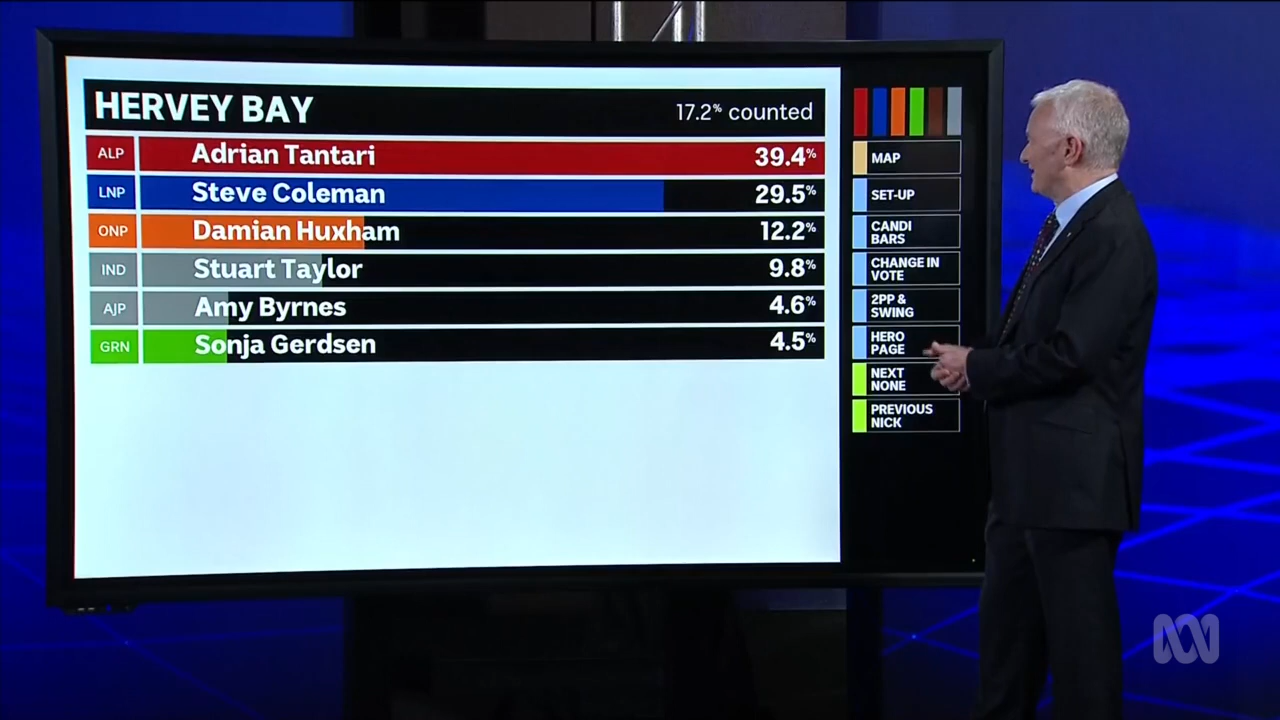 HERVEY BAY 17.2% counted
ALP Adrian Tantari 39.4%
LNP Steve Coleman 29.5%
ONP Damian Huxham 12.2%
IND Stuart Taylor 9.8%
AJP Amy Byrnes 4.6%
GRN Sonja Gerdsen 4.5%
MAP
SET-UP
CANDI
BARS
CHANGE IN
VOTE
2PP &
SWING
HERO
PAGE
NEXT
NONE
PREVIOUS
NICK